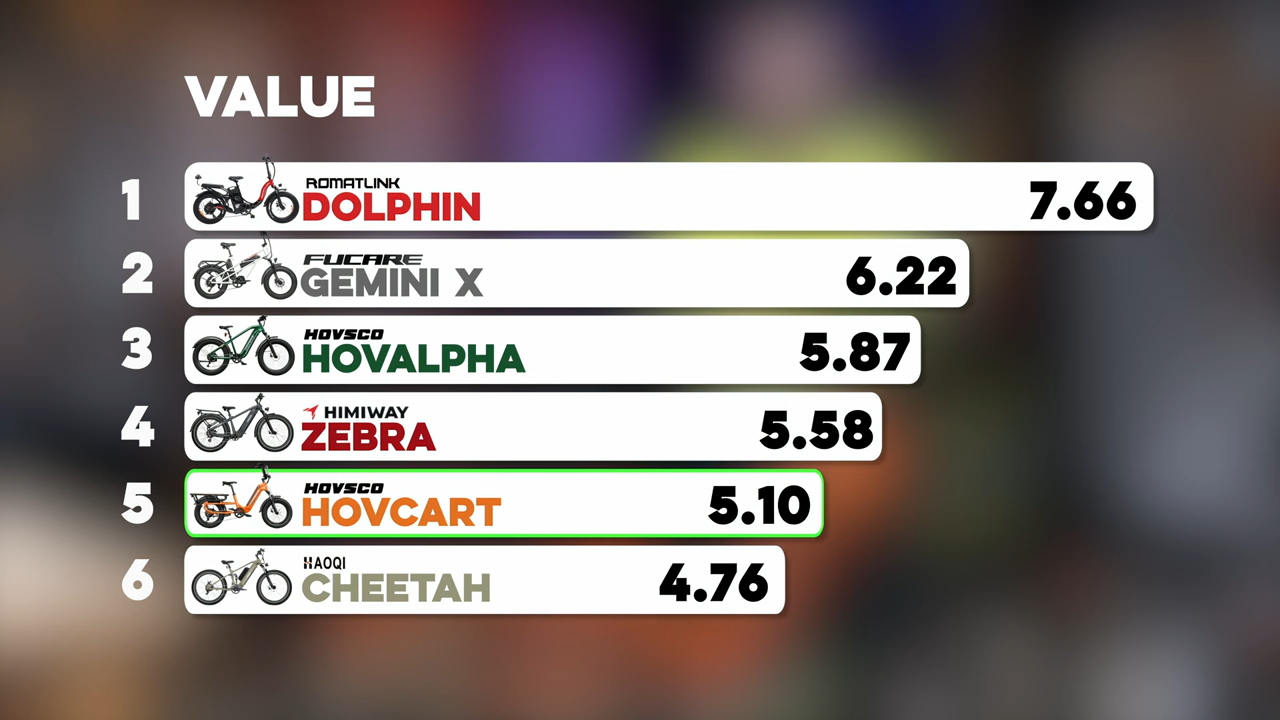 VALUE
1
ROMATLINK
DOLPHIN
7.66
2
FUCARE
GEMINI X
6.22
3
HOVSCO
HOVALPHA
5.87
4
HIMIWAY
ZEBRA
5.58
5
HOVSCO
HOVCART
5.10
6
HAOQI
CHEETAH
4.76